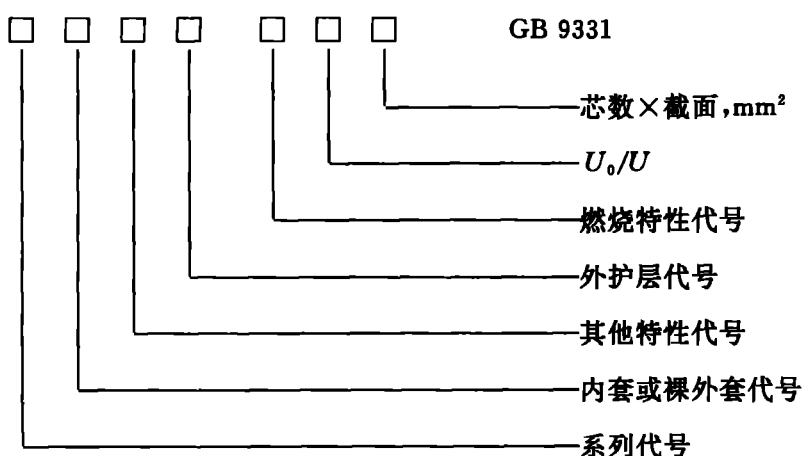 □ □ □ □ □ □ □ GB 9331
芯数×截面,mm²
U₀/U
燃烧特性代号
外护层代号
其他特性代号
内套或裸外套代号
系列代号